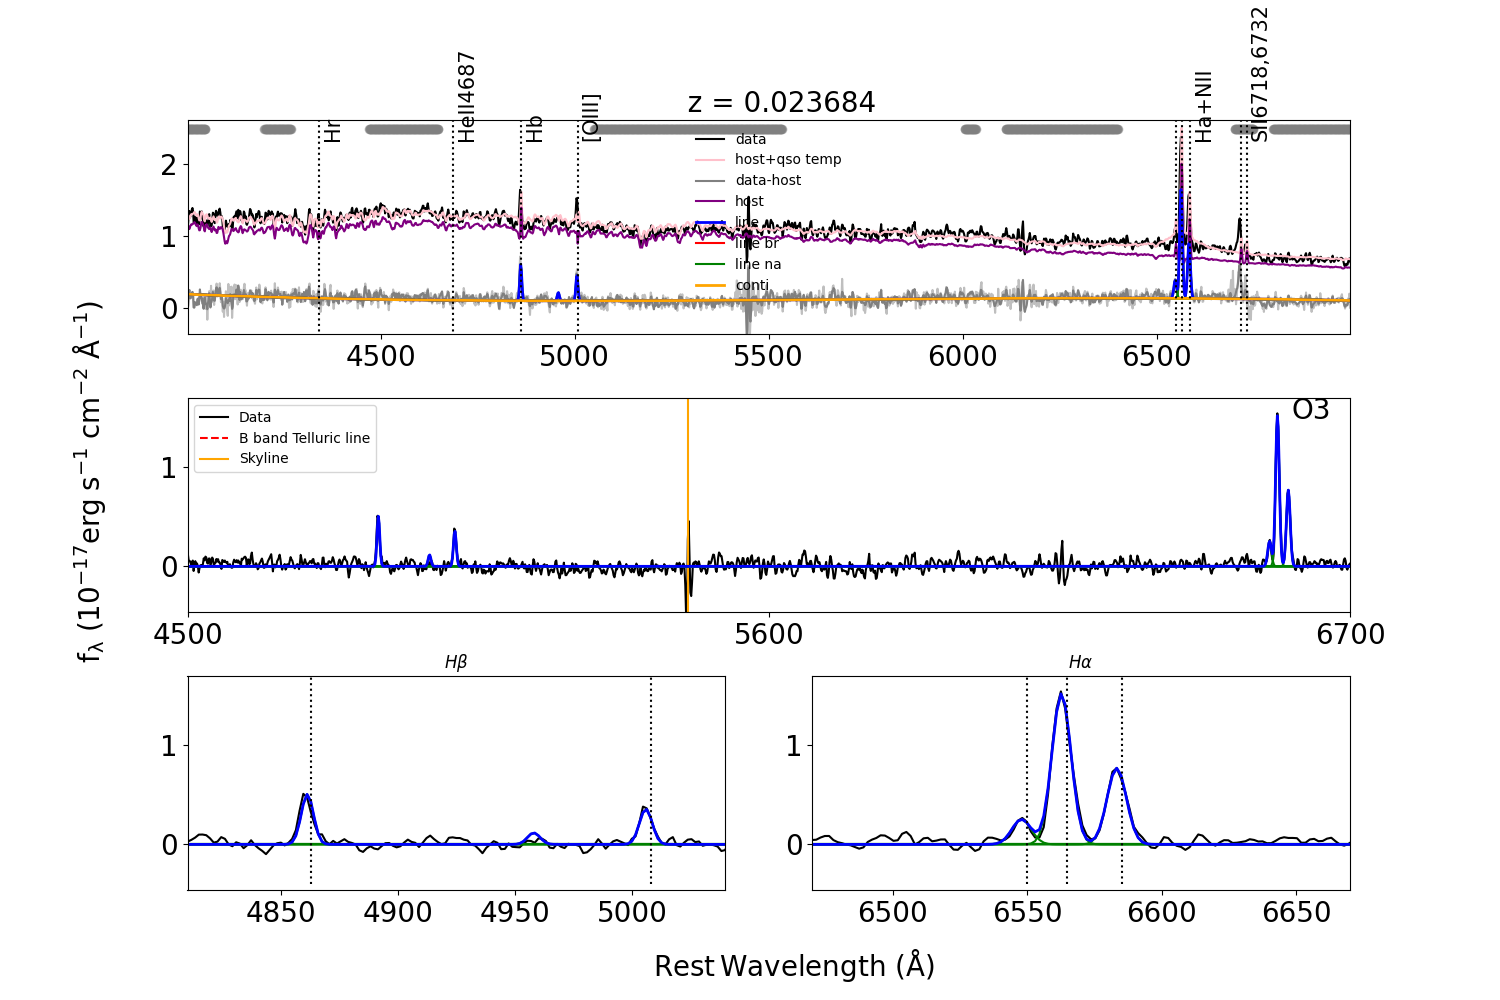 z = 0.023684
Hr
HeII4687
Hb
[OIII]
Ha+NII
SII6718,6732
data
host+qso temp
data-host
host
line
line br
line na
conti
2
1
0
4500
5000
5500
6000
6500
Data
B band Telluric line
Skyline
O3
1
0
4500
5600
6700
fλ (10⁻¹⁷erg s⁻¹ cm⁻² Å⁻¹)
Hβ
Hα
1
0
4850
4900
4950
5000
1
0
6500
6550
6600
6650
Rest Wavelength (Å)